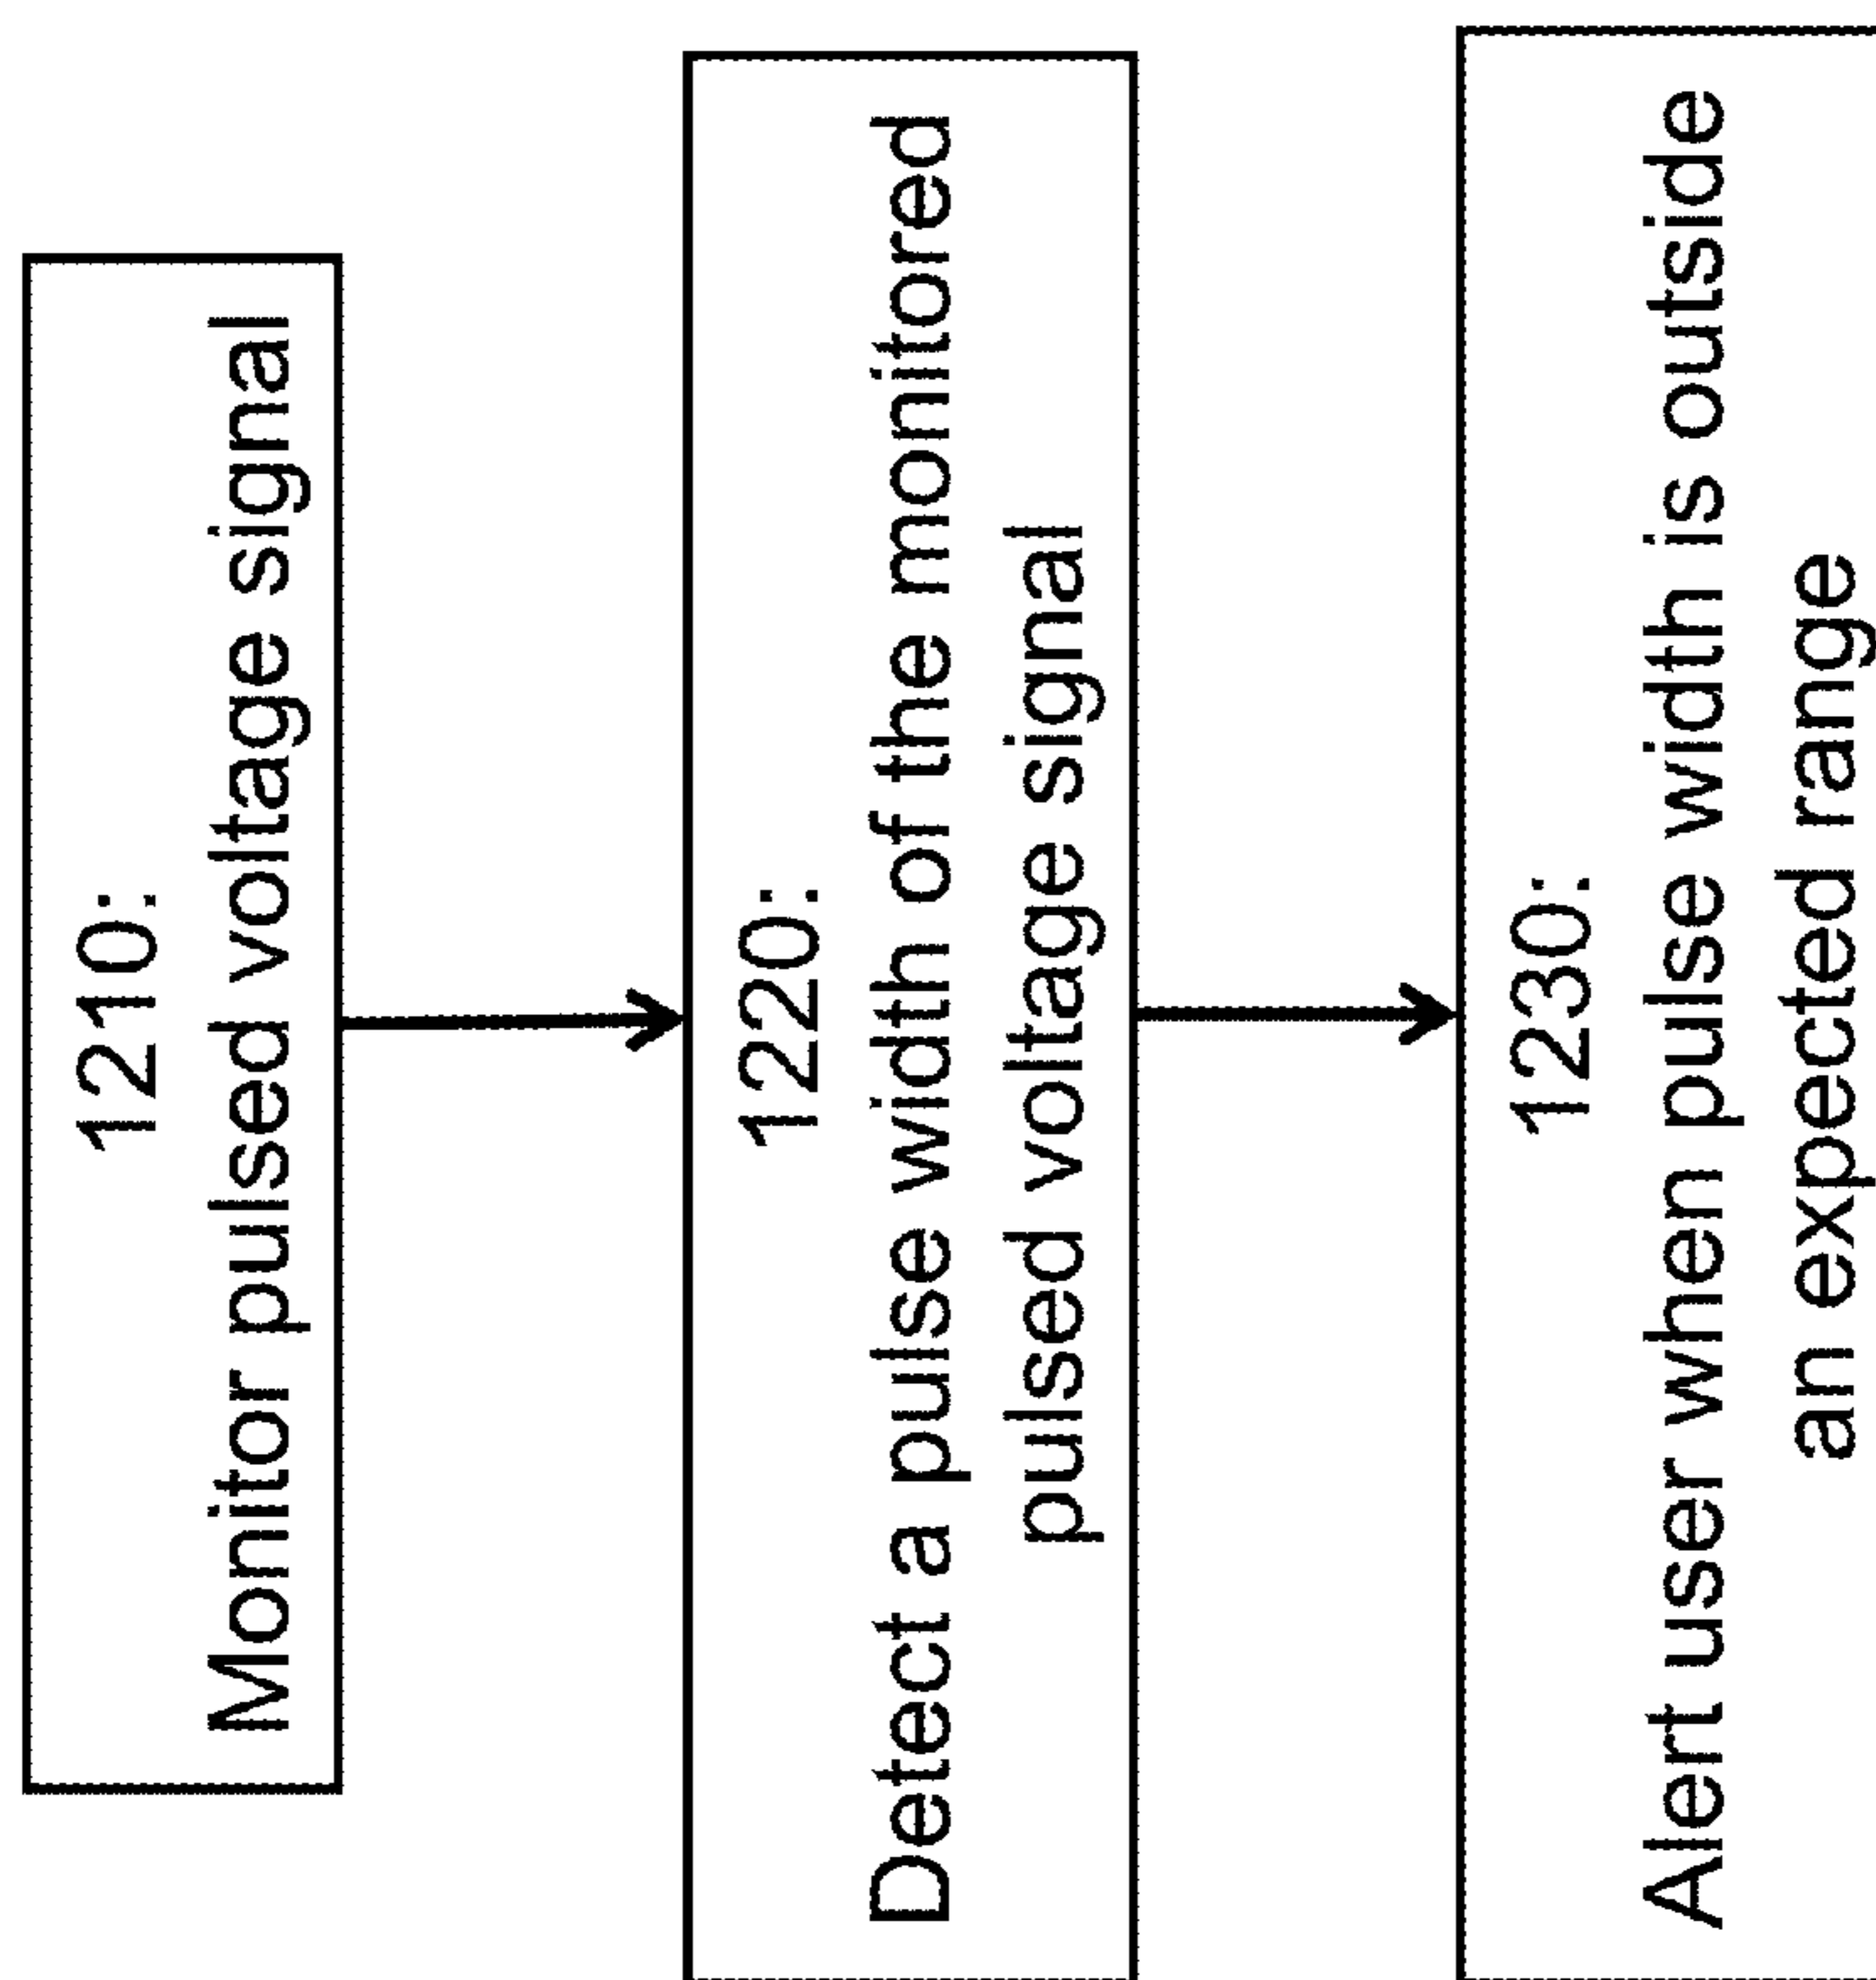 1210:
Monitor pulsed voltage signal
1220:
Detect a pulse width of the monitored
pulsed voltage signal
1230:
Alert user when pulse width is outside
an expected range